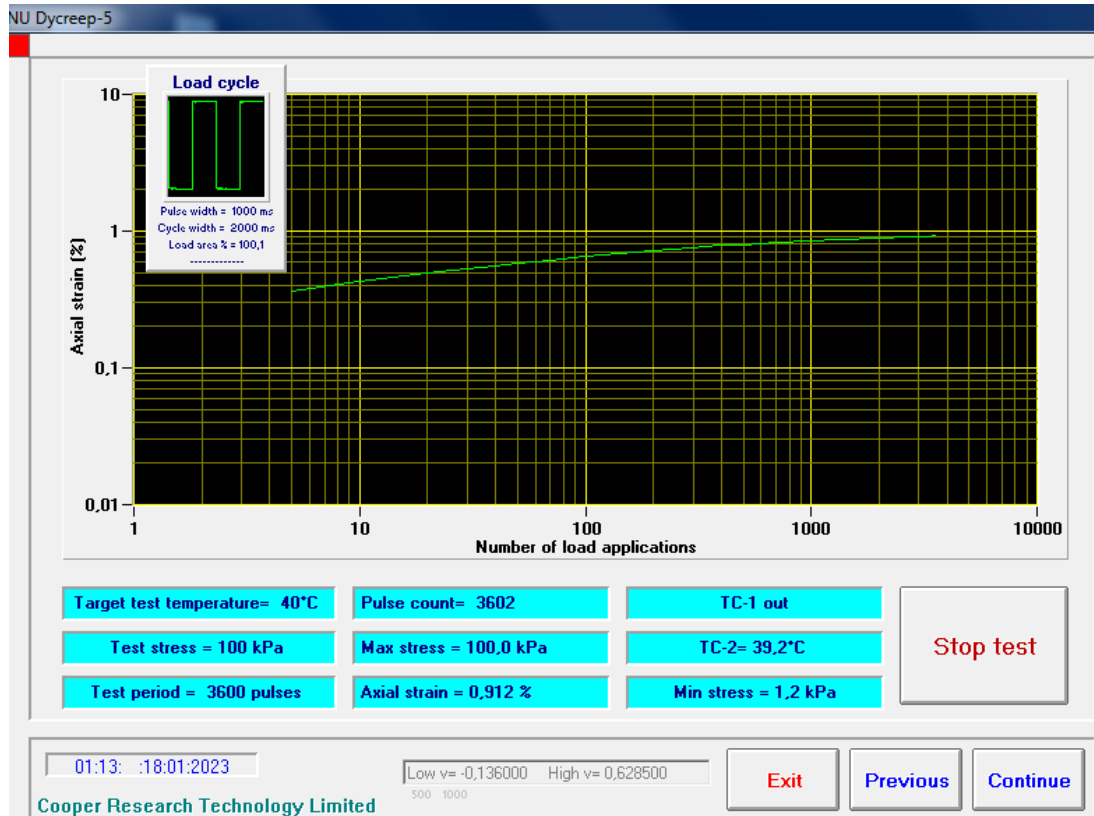 NU Dycreep-5
Load cycle
Pulse width = 1000 ms
Cycle width = 2000 ms
Load area % = 100,1
-------------
10
1
0,1
0,01
Axial strain (%)
1 10 100 1000 10000
Number of load applications
Target test temperature= 40°C
Pulse count= 3602
TC-1 out
Test stress = 100 kPa
Max stress = 100,0 kPa
TC-2= 39,2°C
Test period = 3600 pulses
Axial strain = 0,912 %
Min stress = 1,2 kPa
Stop test
01:13: :18:01:2023
Low v= -0,136000 High v= 0,628500
500 1000
Exit
Previous
Continue
Cooper Research Technology Limited